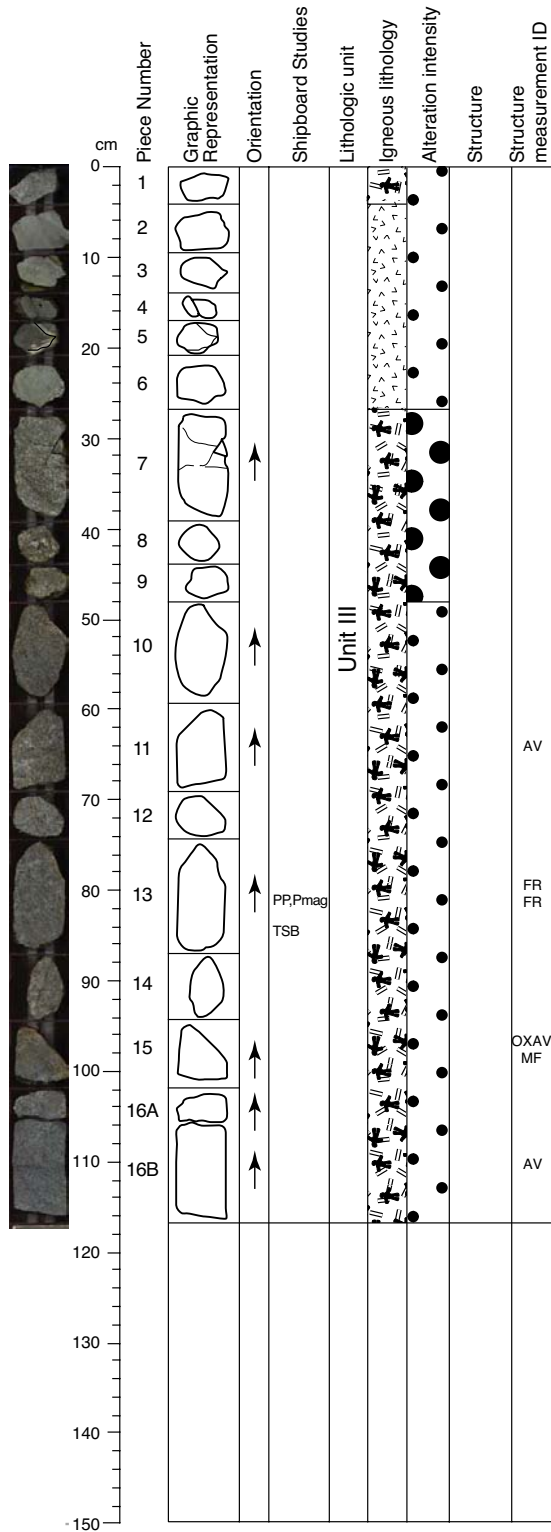 cm
Piece Number
Graphic
Representation
Orientation
Shipboard Studies
Lithologic unit
Igneous lithology
Alteration intensity
Structure
Structure
measurement ID
0
1
2
10
3
4
5
20
6
30
7
40
8
9
50
10
Unit III
60
11
AV
70
12
80
13
PP,Pmag
TSB
FR
FR
90
14
15
OXAV
MF
100
16A
110
16B
AV
120
130
140
150